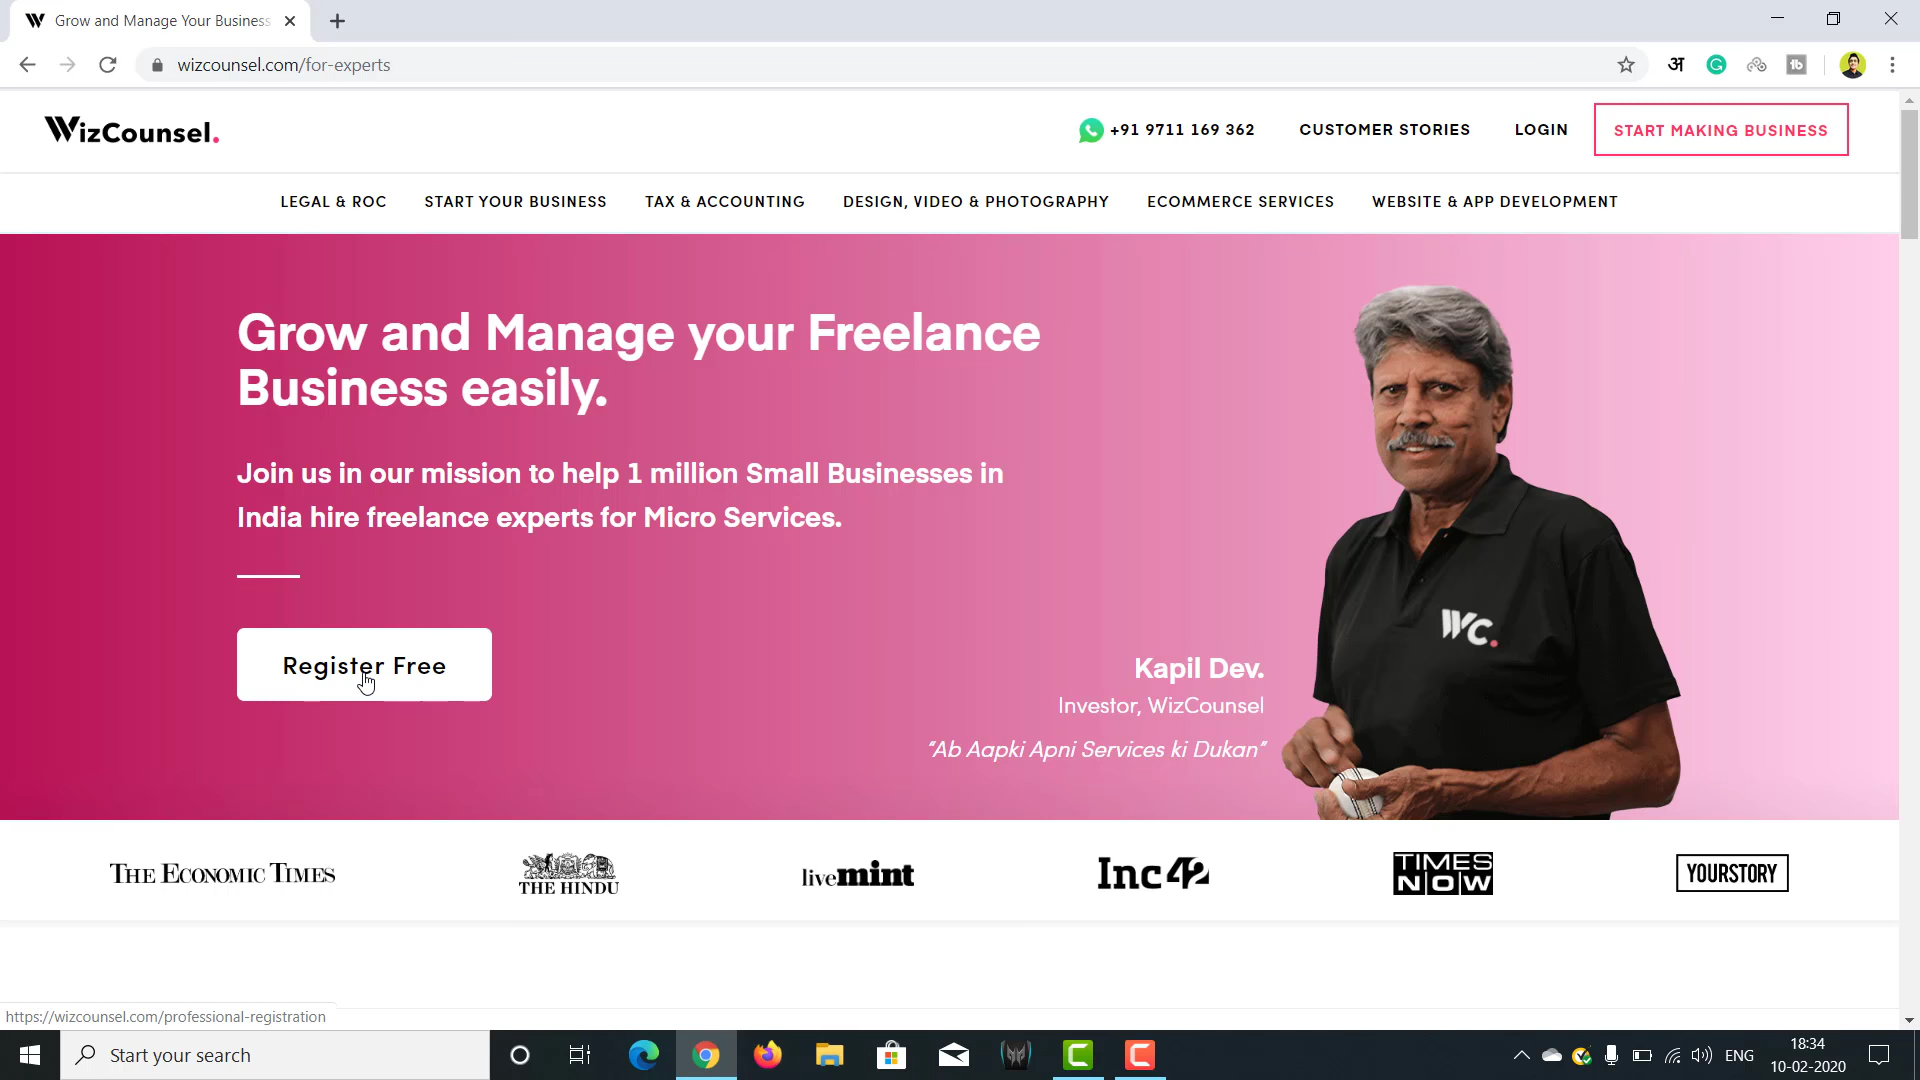 Grow and Manage Your Business
wizcounsel.com/for-experts
WizCounsel.
+91 9711 169 362
CUSTOMER STORIES
LOGIN
START MAKING BUSINESS
LEGAL & ROC
START YOUR BUSINESS
TAX & ACCOUNTING
DESIGN, VIDEO & PHOTOGRAPHY
ECOMMERCE SERVICES
WEBSITE & APP DEVELOPMENT
Grow and Manage your Freelance
Business easily.
Join us in our mission to help 1 million Small Businesses in
India hire freelance experts for Micro Services.
Register Free
WC.
Kapil Dev.
Investor, WizCounsel
“Ab Aapki Apni Services ki Dukan”
THE ECONOMIC TIMES
THE HINDU
livemint
Inc42
TIMES NOW
YOURSTORY
https://wizcounsel.com/professional-registration
Start your search
ENG
18:34
10-02-2020